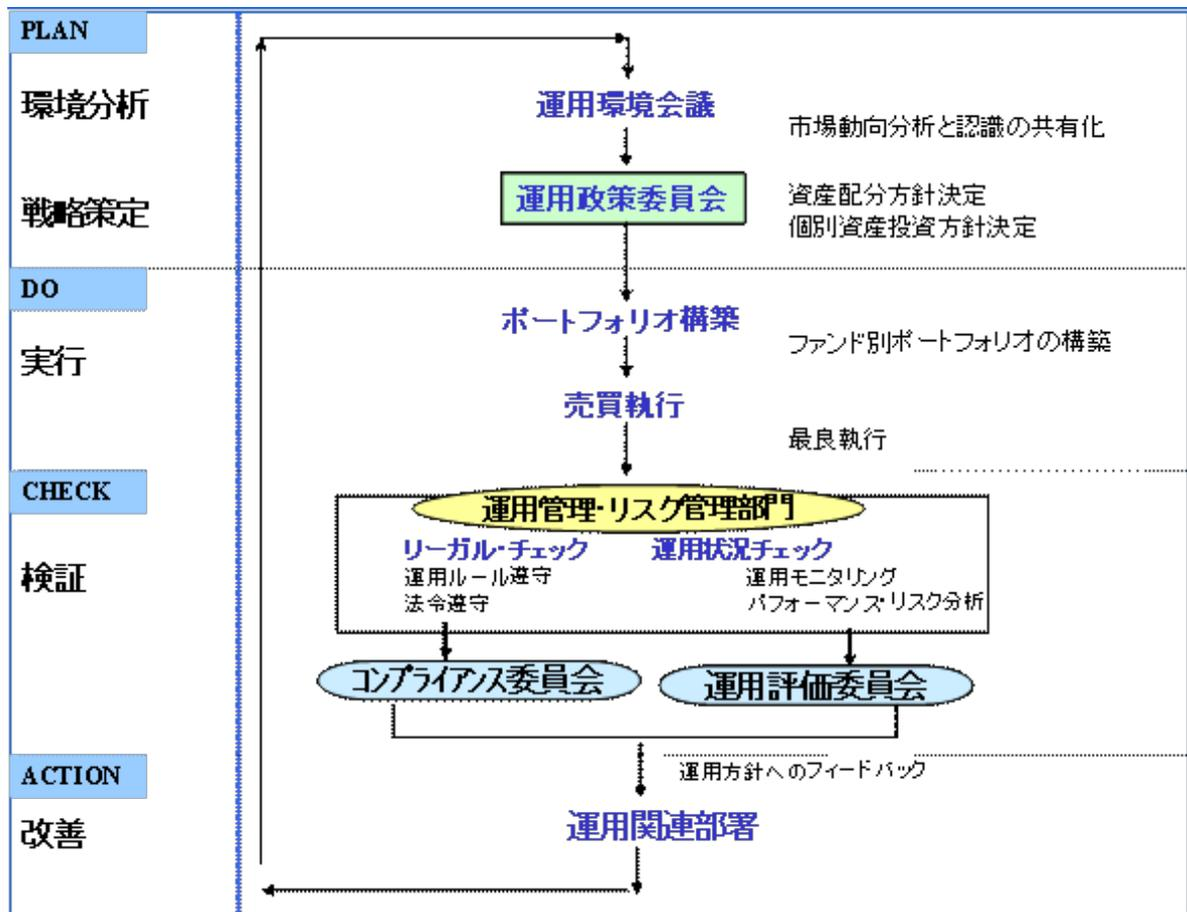 PLAN
環境分析
運用環境会議
市場動向分析と認識の共有化
戦略策定
運用政策委員会
資産配分方針決定
個別資産投資方針決定
DO
実行
ポートフォリオ構築
ファンド別ポートフォリオの構築
売買執行
最良執行
CHECK
検証
運用管理・リスク管理部門
リーガル・チェック
運用ルール遵守
法令遵守
運用状況チェック
運用モニタリング
パフォーマンス・リスク分析
コンプライアンス委員会
運用評価委員会
ACTION
改善
運用方針へのフィードバック
運用関連部署